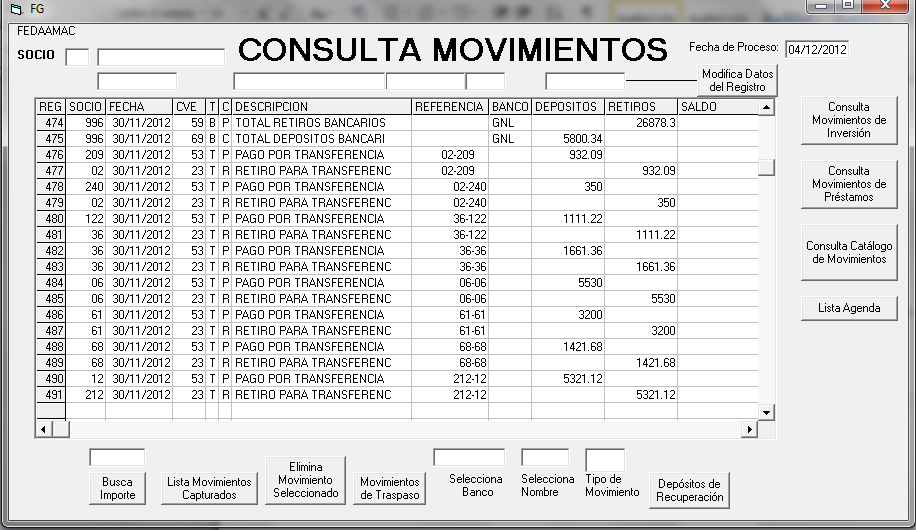 FG
FEDAAMAC
SOCIO
CONSULTA MOVIMIENTOS
Fecha de Proceso: 04/12/2012
Modifica Datos
del Registro
REG SOCIO FECHA CVE T C DESCRIPCION REFERENCIA BANCO DEPOSITOS RETIROS SALDO
474 996 30/11/2012 59 B P TOTAL RETIROS BANCARIOS GNL 26878.3
475 996 30/11/2012 69 B C TOTAL DEPOSITOS BANCARI GNL 5800.34
476 209 30/11/2012 53 T P PAGO POR TRANSFERENCIA 02-209 932.09
477 02 30/11/2012 23 T R RETIRO PARA TRANSFERENC 02-209 932.09
478 240 30/11/2012 53 T P PAGO POR TRANSFERENCIA 02-240 350
479 02 30/11/2012 23 T R RETIRO PARA TRANSFERENC 02-240 350
480 122 30/11/2012 53 T P PAGO POR TRANSFERENCIA 36-122 1111.22
481 36 30/11/2012 23 T R RETIRO PARA TRANSFERENC 36-122 1111.22
482 36 30/11/2012 53 T P PAGO POR TRANSFERENCIA 36-36 1661.36
483 36 30/11/2012 23 T R RETIRO PARA TRANSFERENC 36-36 1661.36
484 06 30/11/2012 53 T P PAGO POR TRANSFERENCIA 06-06 5530
485 06 30/11/2012 23 T R RETIRO PARA TRANSFERENC 06-06 5530
486 61 30/11/2012 53 T P PAGO POR TRANSFERENCIA 61-61 3200
487 61 30/11/2012 23 T R RETIRO PARA TRANSFERENC 61-61 3200
488 68 30/11/2012 53 T P PAGO POR TRANSFERENCIA 68-68 1421.68
489 68 30/11/2012 23 T R RETIRO PARA TRANSFERENC 68-68 1421.68
490 12 30/11/2012 53 T P PAGO POR TRANSFERENCIA 212-12 5321.12
491 212 30/11/2012 23 T R RETIRO PARA TRANSFERENC 212-12 5321.12
Consulta
Movimientos de
Inversión
Consulta
Movimientos de
Préstamos
Consulta Catálogo
de Movimientos
Lista Agenda
Busca
Importe
Lista Movimientos
Capturados
Elimina
Movimiento
Seleccionado
Movimientos
de Traspaso
Selecciona
Banco
Selecciona
Nombre
Tipo de
Movimiento
Depósitos de
Recuperación